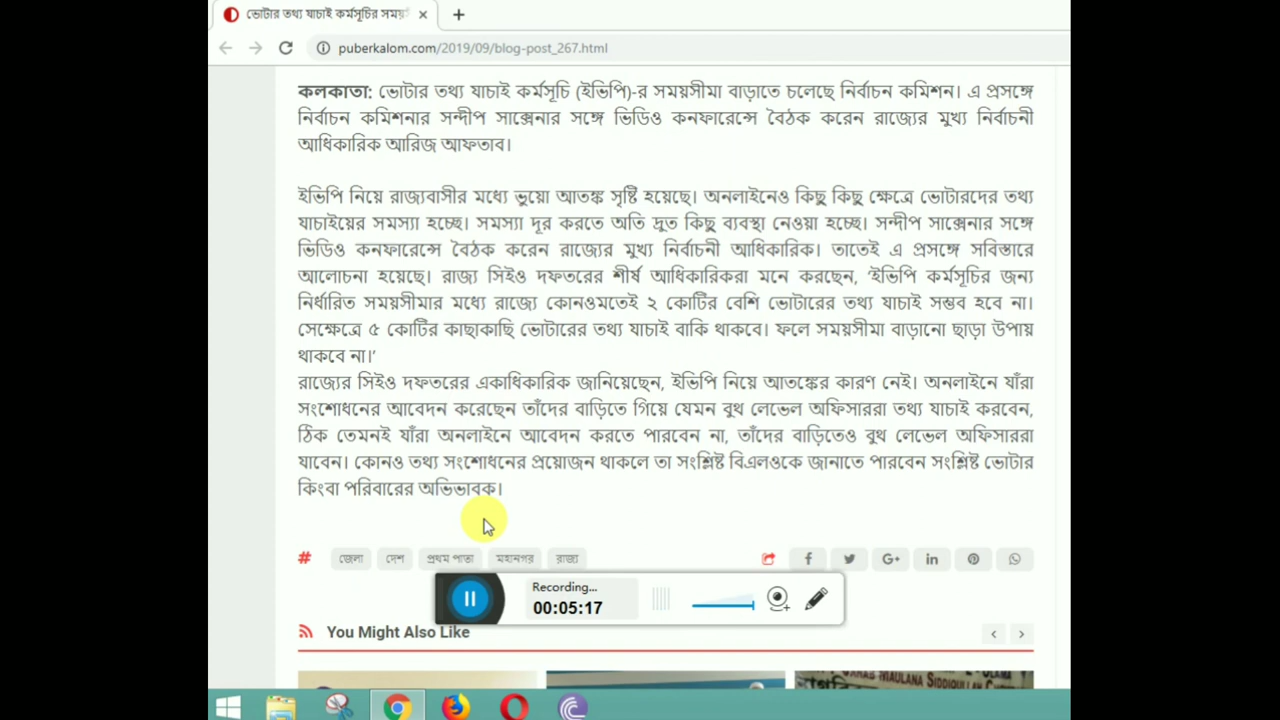 ভোটার তথ্য যাচাই কর্মসূচির সময়
puberkalom.com/2019/09/blog-post_267.html
কলকাতা: ভোটার তথ্য যাচাই কর্মসূচি (ইভিপি)-র সময়সীমা বাড়াতে চলেছে নির্বাচন কমিশন। এ প্রসঙ্গে
নির্বাচন কমিশনার সন্দীপ সাক্সেনার সঙ্গে ভিডিও কনফারেন্সে বৈঠক করেন রাজ্যের মুখ্য নির্বাচনী
আধিকারিক আরিজ আফতাব।
ইভিপি নিয়ে রাজ্যবাসীর মধ্যে ভুয়ো আতঙ্ক সৃষ্টি হয়েছে। অনলাইনেও কিছু কিছু ক্ষেত্রে ভোটারদের তথ্য
যাচাইয়ের সমস্যা হচ্ছে। সমস্যা দূর করতে অতি দ্রুত কিছু ব্যবস্থা নেওয়া হচ্ছে। সন্দীপ সাক্সেনার সঙ্গে
ভিডিও কনফারেন্সে বৈঠক করেন রাজ্যের মুখ্য নির্বাচনী আধিকারিক। তাতেই এ প্রসঙ্গে সবিস্তারে
আলোচনা হয়েছে। রাজ্য সিইও দফতরের শীর্ষ আধিকারিকরা মনে করছেন, ‘ইভিপি কর্মসূচির জন্য
নির্ধারিত সময়সীমার মধ্যে রাজ্যে কোনওমতেই ২ কোটির বেশি ভোটারের তথ্য যাচাই সম্ভব হবে না।
সেক্ষেত্রে ৫ কোটির কাছাকাছি ভোটারের তথ্য যাচাই বাকি থাকবে। ফলে সময়সীমা বাড়ানো ছাড়া উপায়
থাকবে না।’
রাজ্যের সিইও দফতরের একাধিকারিক জানিয়েছেন, ইভিপি নিয়ে আতঙ্কের কারণ নেই। অনলাইনে যাঁরা
সংশোধনের আবেদন করেছেন তাঁদের বাড়িতে গিয়ে যেমন বুথ লেভেল অফিসাররা তথ্য যাচাই করবেন,
ঠিক তেমনই যাঁরা অনলাইনে আবেদন করতে পারবেন না, তাঁদের বাড়িতেও বুথ লেভেল অফিসাররা
যাবেন। কোনও তথ্য সংশোধনের প্রয়োজন থাকলে তা সংশ্লিষ্ট বিএলওকে জানাতে পারবেন সংশ্লিষ্ট ভোটার
কিংবা পরিবারের অভিভাবক।
# জেলা দেশ প্রথম পাতা মহানগর রাজ্য
Recording...
00:05:17
You Might Also Like
MAULANA SIDDIQULLAH